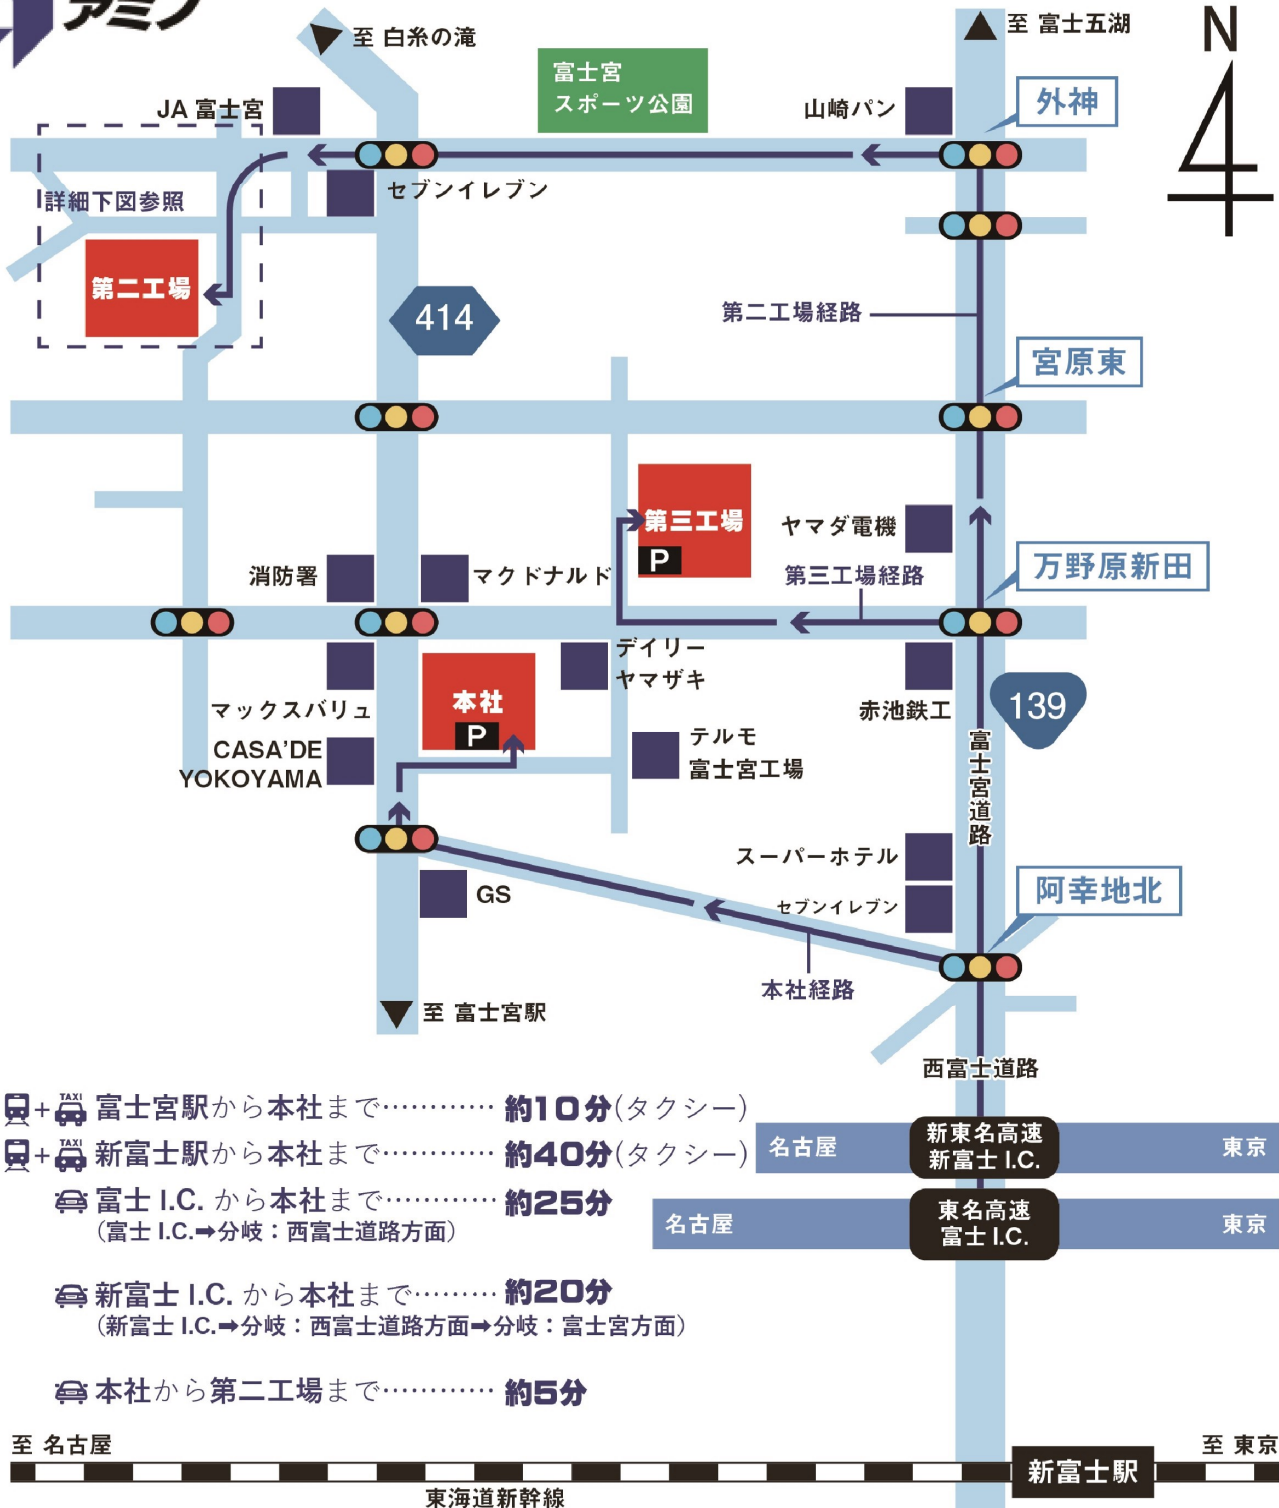 アミノ
至 白糸の滝
至 富士五湖
N
富士宮
スポーツ公園
JA 富士宮
山崎パン
外神
詳細下図参照
セブンイレブン
第二工場
414
第二工場経路
宮原東
第三工場
P
ヤマダ電機
消防署
マクドナルド
第三工場経路
万野原新田
デイリー
ヤマザキ
本社
P
マックスバリュ
赤池鉄工
139
CASA'DE
YOKOYAMA
テルモ
富士宮工場
富士宮道路
スーパーホテル
セブンイレブン
阿幸地北
GS
本社経路
至 富士宮駅
西富士道路
TAXI
+ 富士宮駅から本社まで………… 約10分(タクシー)
TAXI
+ 新富士駅から本社まで………… 約40分(タクシー)
名古屋
新東名高速
新富士 I.C.
東京
富士 I.C. から本社まで………… 約25分
(富士 I.C.➡分岐：西富士道路方面)
名古屋
東名高速
富士 I.C.
東京
新富士 I.C. から本社まで……… 約20分
(新富士 I.C.➡分岐：西富士道路方面➡分岐：富士宮方面)
本社から第二工場まで………… 約5分
至 名古屋
至 東京
新富士駅
東海道新幹線